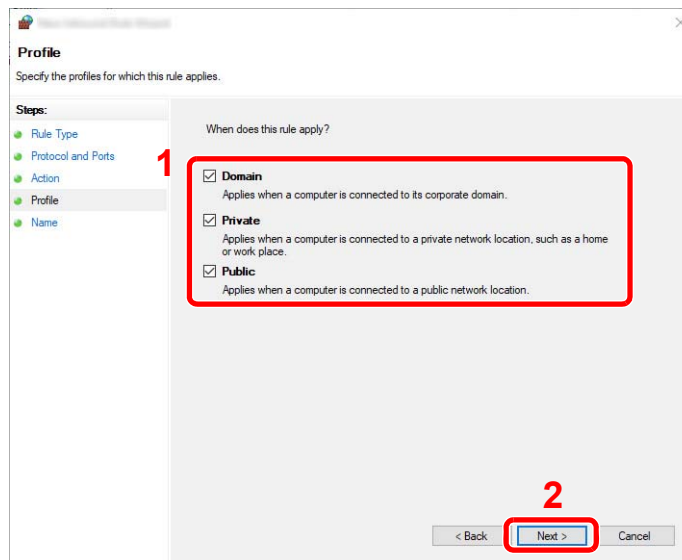 Profile
Specify the profiles for which this rule applies.
Steps:
Rule Type
Protocol and Ports
Action
Profile
Name
When does this rule apply?
1
Domain
Applies when a computer is connected to its corporate domain.
Private
Applies when a computer is connected to a private network location, such as a home
or work place.
Public
Applies when a computer is connected to a public network location.
2
< Back
Next >
Cancel